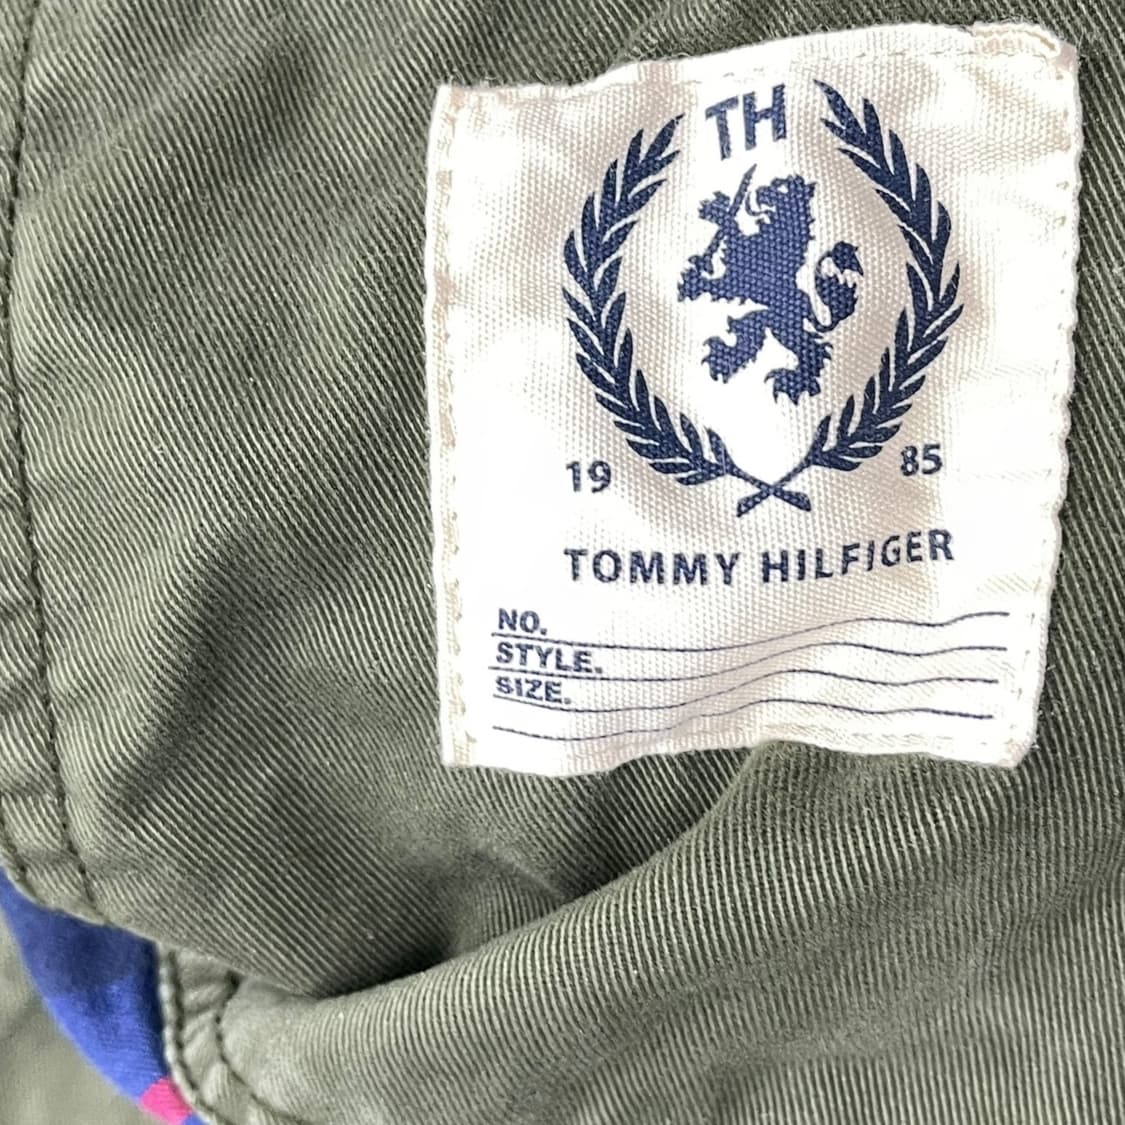 TH
19 85
TOMMY HILFIGER
NO.
STYLE.
SIZE.